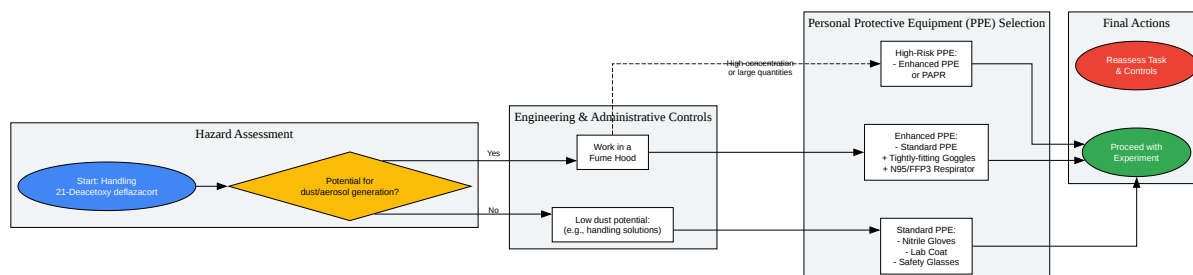 Hazard Assessment
Start: Handling
21-Deacetoxy deflazacort
Potential for
dust/aerosol generation?
Yes
No
Engineering & Administrative Controls
Work in a
Fume Hood
Low dust potential:
(e.g., handling solutions)
High concentration
or large quantities
Personal Protective Equipment (PPE) Selection
High-Risk PPE:
- Enhanced PPE
or PAPR
Enhanced PPE:
- Standard PPE
+ Tightly-fitting Goggles
+ N95/FFP3 Respirator
Standard PPE:
- Nitrile Gloves
- Lab Coat
- Safety Glasses
Final Actions
Reassess Task
& Controls
Proceed with
Experiment